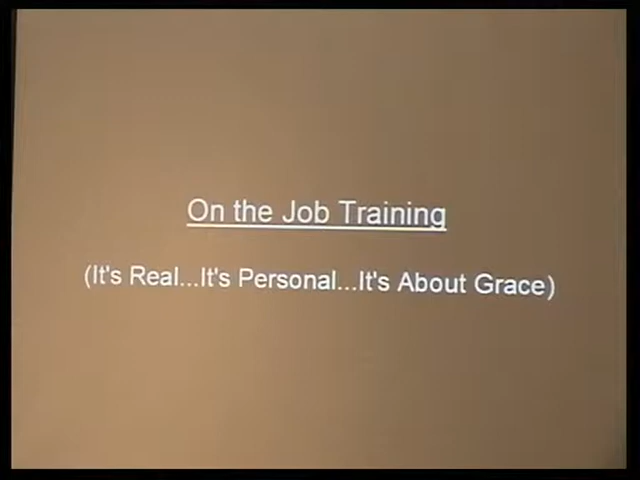 On the Job Training
(It's Real...It's Personal...It's About Grace)